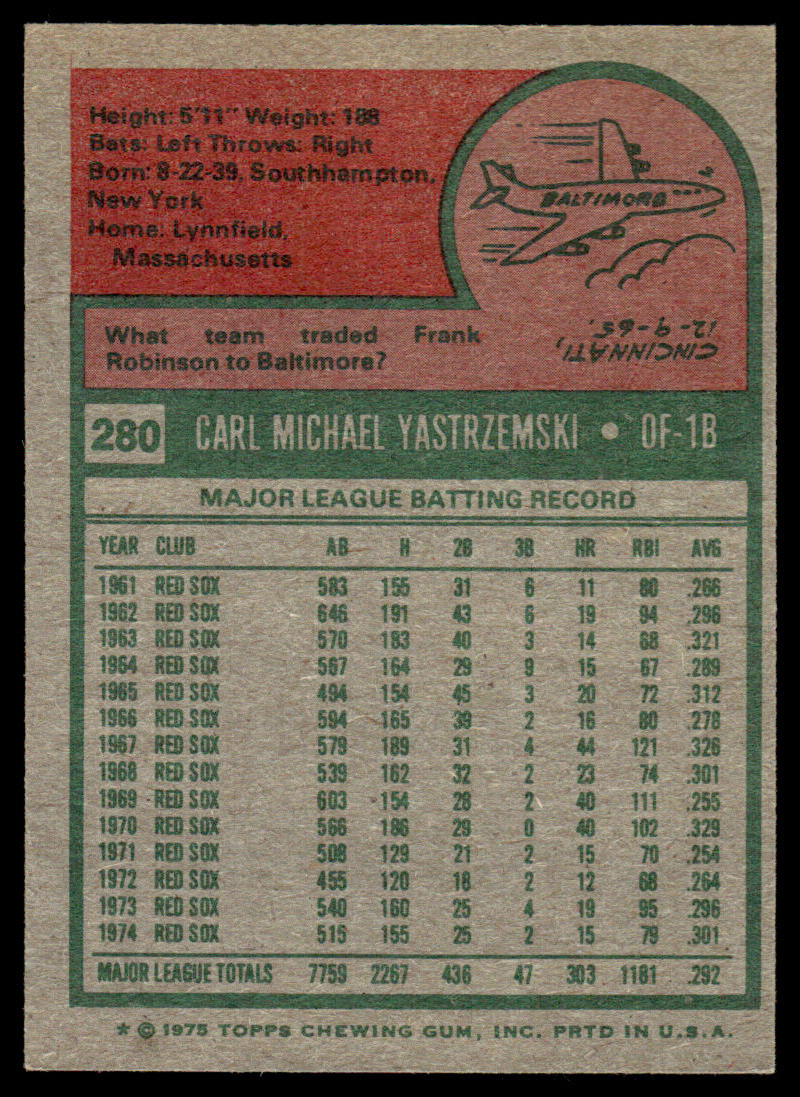 Height: 5'11" Weight: 188
Bats: Left Throws: Right
Born: 8-22-39, Southhampton,
New York
Home: Lynnfield,
Massachusetts
BALTIMORE
What team traded Frank
Robinson to Baltimore?
CINCINNATI,
12-9-65.
280 CARL MICHAEL YASTRZEMSKI • OF-1B
MAJOR LEAGUE BATTING RECORD
YEAR CLUB AB H 2B 3B HR RBI AVG
1961 RED SOX 583 155 31 6 11 80 .266
1962 RED SOX 646 191 43 6 19 94 .296
1963 RED SOX 570 183 40 3 14 68 .321
1964 RED SOX 567 164 29 9 15 67 .289
1965 RED SOX 494 154 45 3 20 72 .312
1966 RED SOX 594 165 39 2 16 80 .278
1967 RED SOX 579 189 31 4 44 121 .326
1968 RED SOX 539 162 32 2 23 74 .301
1969 RED SOX 603 154 28 2 40 111 .255
1970 RED SOX 566 186 29 0 40 102 .329
1971 RED SOX 508 129 21 2 15 70 .254
1972 RED SOX 455 120 18 2 12 68 .264
1973 RED SOX 540 160 25 4 19 95 .296
1974 RED SOX 515 155 25 2 15 79 .301
MAJOR LEAGUE TOTALS 7759 2267 436 47 303 1181 .292
* © 1975 TOPPS CHEWING GUM, INC. PRTD IN U.S.A.